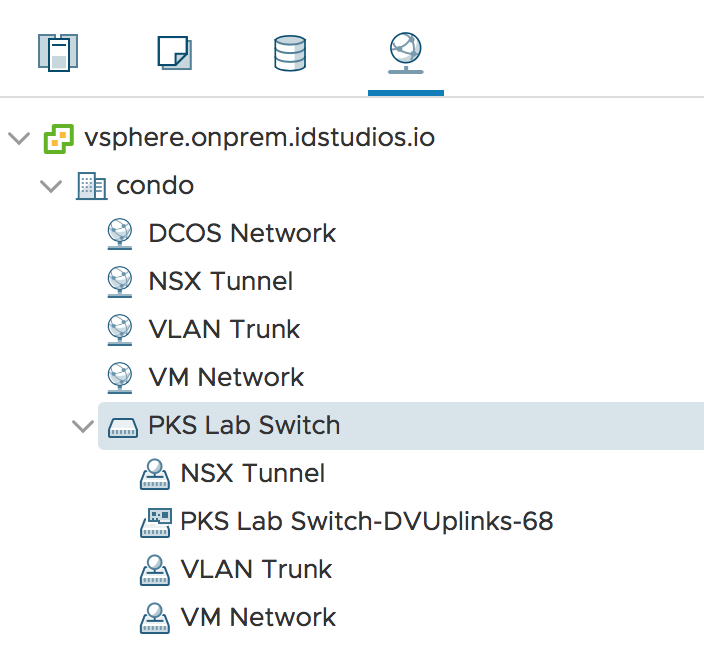 vsphere.onprem.idstudios.io
condo
DCOS Network
NSX Tunnel
VLAN Trunk
VM Network
PKS Lab Switch
NSX Tunnel
PKS Lab Switch-DVUplinks-68
VLAN Trunk
VM Network